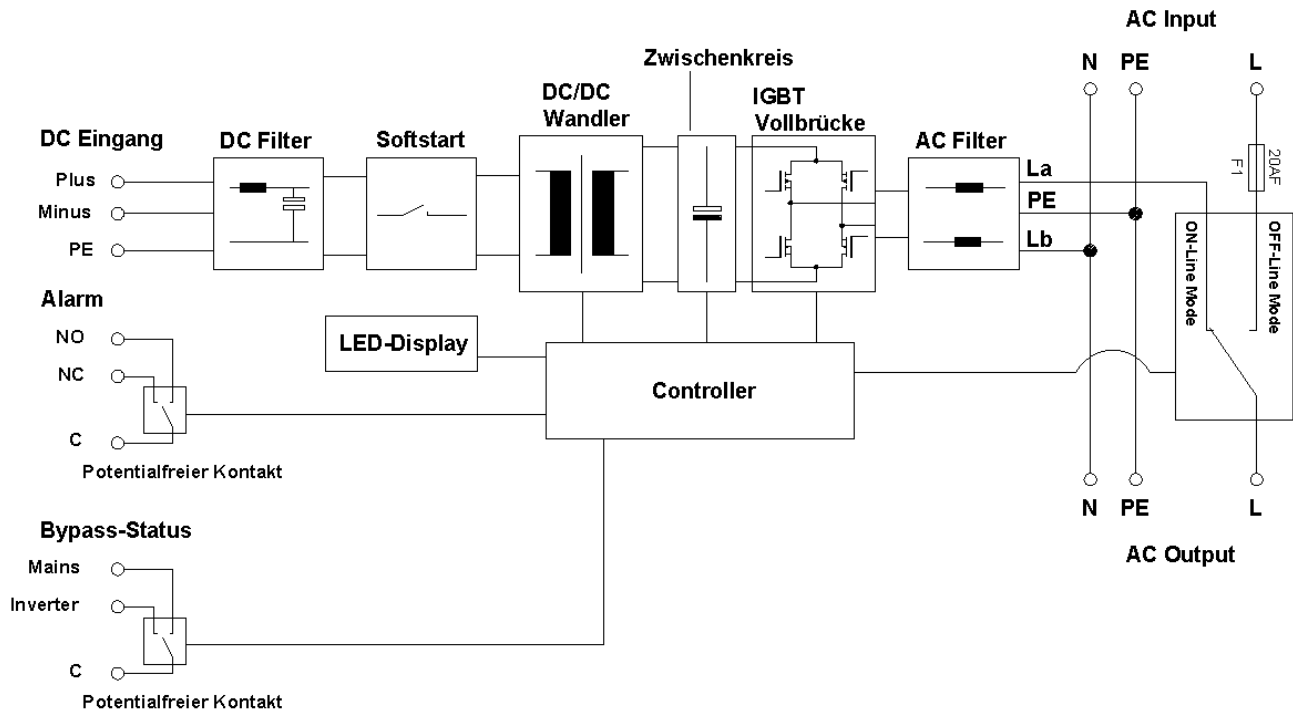 AC Input
N PE L
Zwischenkreis
DC/DC
Wandler
IGBT
Vollbrücke
DC Eingang
DC Filter
Softstart
AC Filter
Plus
Minus
PE
La
PE
Lb
20AF
F1
ON-Line Mode
OFF-Line Mode
Alarm
NO
NC
C
Potentialfreier Kontakt
LED-Display
Controller
N PE L
AC Output
Bypass-Status
Mains
Inverter
C
Potentialfreier Kontakt